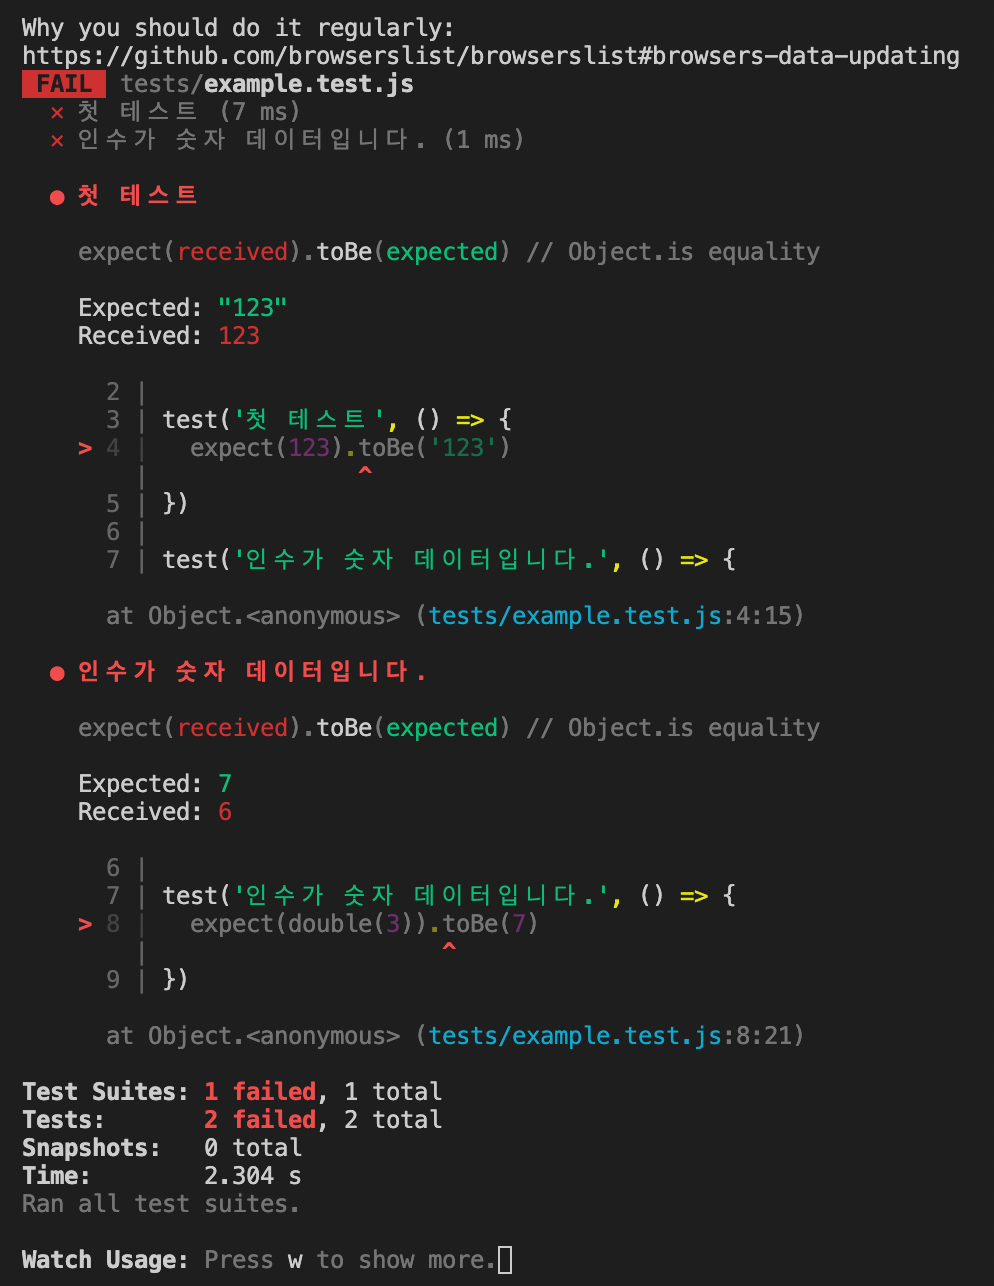 Why you should do it regularly:
https://github.com/browserslist/browserslist#browsers-data-updating
FAIL tests/example.test.js
× 첫 테스트 (7 ms)
× 인수가 숫자 데이터입니다. (1 ms)
● 첫 테스트
expect(received).toBe(expected) // Object.is equality
Expected: "123"
Received: 123
2 |
3 | test('첫 테스트', () => {
> 4 | expect(123).toBe('123')
| ^
5 | })
6 |
7 | test('인수가 숫자 데이터입니다.', () => {
at Object.<anonymous> (tests/example.test.js:4:15)
● 인수가 숫자 데이터입니다.
expect(received).toBe(expected) // Object.is equality
Expected: 7
Received: 6
6 |
7 | test('인수가 숫자 데이터입니다.', () => {
> 8 | expect(double(3)).toBe(7)
| ^
9 | })
at Object.<anonymous> (tests/example.test.js:8:21)
Test Suites: 1 failed, 1 total
Tests: 2 failed, 2 total
Snapshots: 0 total
Time: 2.304 s
Ran all test suites.
Watch Usage: Press w to show more.